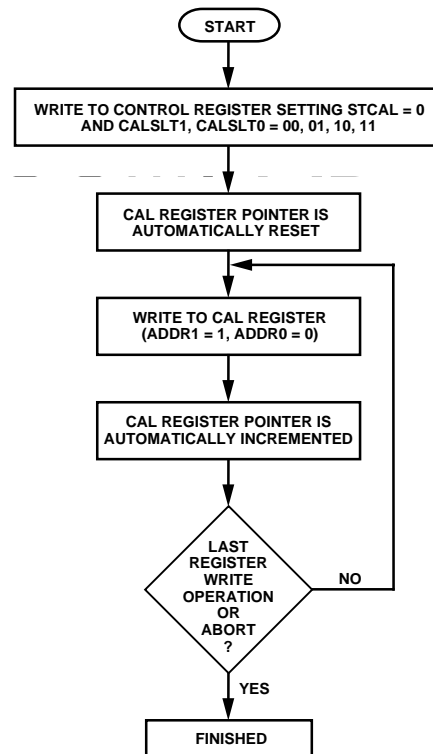 START
WRITE TO CONTROL REGISTER SETTING STCAL = 0
AND CALSLT1, CALSLT0 = 00, 01, 10, 11
CAL REGISTER POINTER IS
AUTOMATICALLY RESET
WRITE TO CAL REGISTER
(ADDR1 = 1, ADDR0 = 0)
CAL REGISTER POINTER IS
AUTOMATICALLY INCREMENTED
LAST
REGISTER
WRITE
OPERATION
OR
ABORT
?
NO
YES
FINISHED